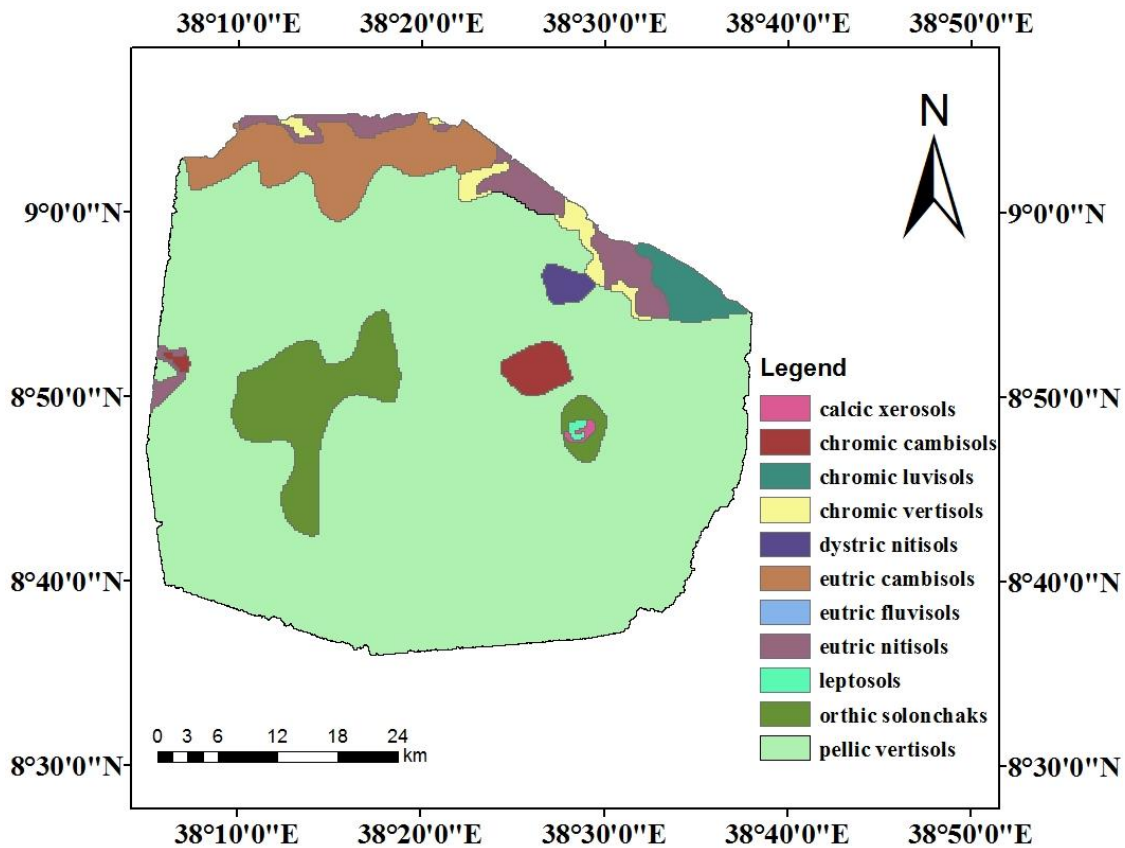 38°10'0"E 38°20'0"E 38°30'0"E 38°40'0"E 38°50'0"E
N
9°0'0"N 9°0'0"N
Legend
calcic xerosols
8°50'0"N 8°50'0"N
chromic cambisols
chromic luvisols
chromic vertisols
dystric nitisols
8°40'0"N eutric cambisols 8°40'0"N
eutric fluvisols
eutric nitisols
leptosols
orthic solonchaks
0 3 6 12 18 24
km
pellic vertisols
8°30'0"N 8°30'0"N
38°10'0"E 38°20'0"E 38°30'0"E 38°40'0"E 38°50'0"E